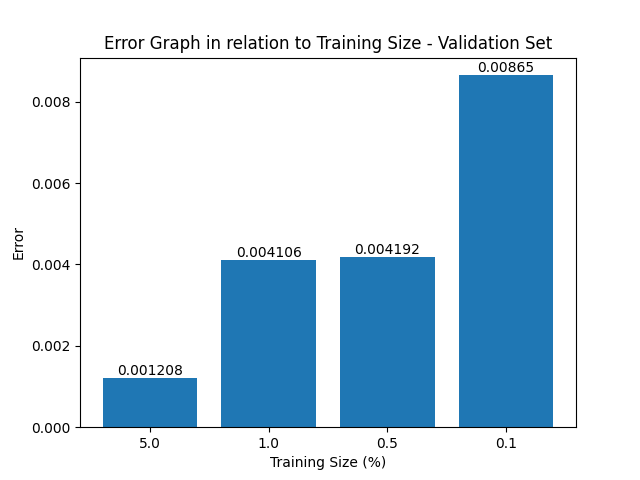 Error Graph in relation to Training Size - Validation Set
0.00865
0.008
0.006
Error
0.004106
0.004192
0.004
0.002
0.001208
0.000
5.0 1.0 0.5 0.1
Training Size (%)